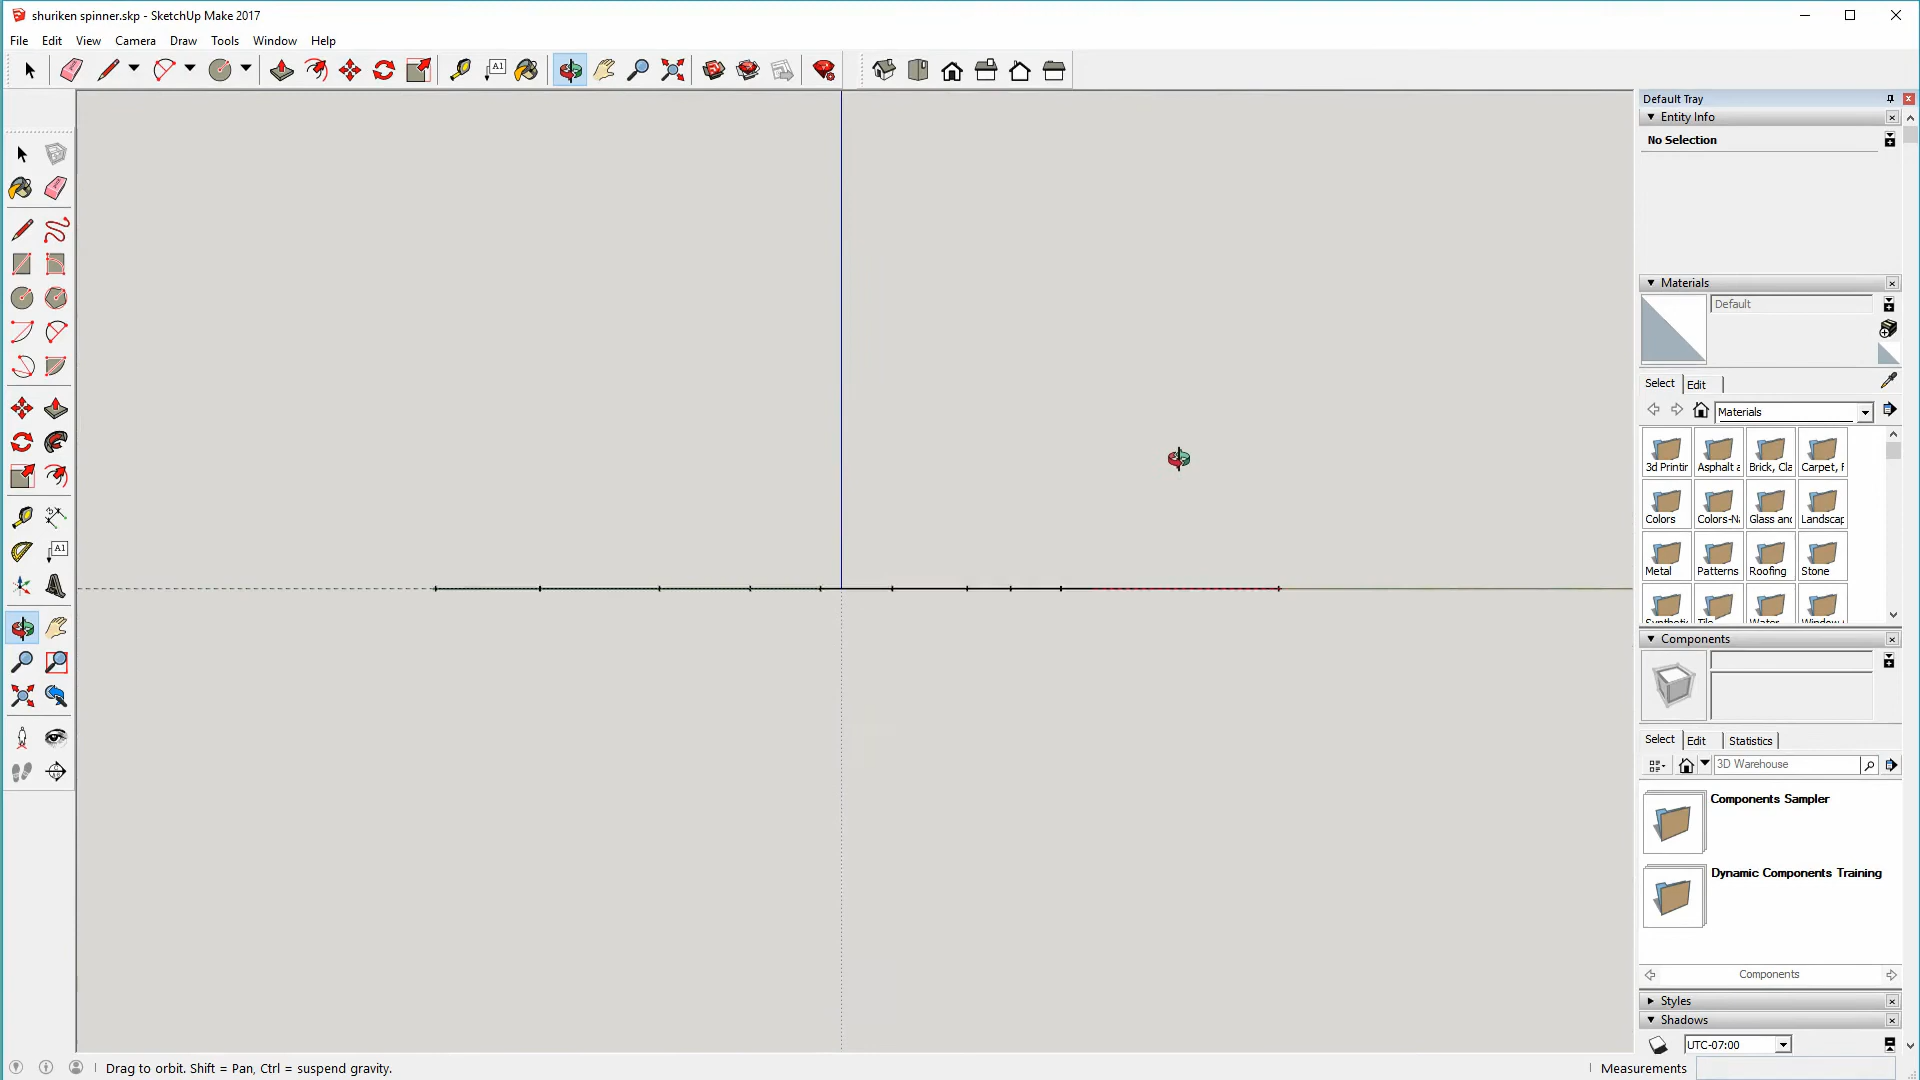 shuriken spinner.skp - SketchUp Make 2017
File Edit View Camera Draw Tools Window Help
A1
Default Tray
Entity Info
No Selection
Materials
Default
Select Edit
Materials
3d Printir Asphalt a Brick, Cla Carpet, F
Colors Colors-Na Glass anc Landscap
Metal Patterns Roofing Stone
A1
Components
Select Edit Statistics
3D Warehouse
Components Sampler
Dynamic Components Training
Components
Styles
Shadows
UTC-07:00
Drag to orbit. Shift = Pan, Ctrl = suspend gravity.
Measurements